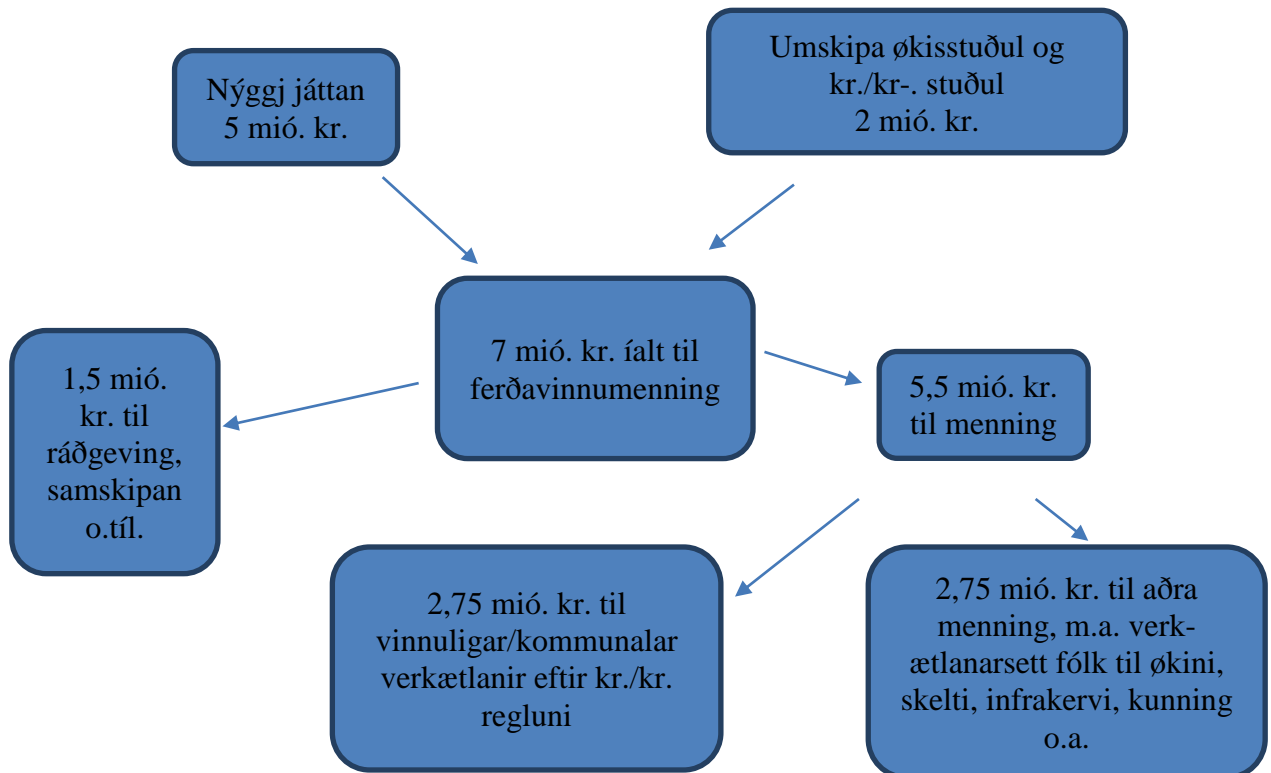 Nýggj játtan
5 mió. kr.
Umskipa økisstuðul og
kr./kr-. stuðul
2 mió. kr.
7 mió. kr. íalt til
ferðavinnumenning
1,5 mió.
kr. til
ráðgeving,
samskipan
o.tíl.
5,5 mió. kr.
til menning
2,75 mió. kr. til
vinnuligar/kommunalar
verkætlanir eftir kr./kr.
regluni
2,75 mió. kr. til aðra
menning, m.a. verk-
ætlanarsett fólk til økini,
skelti, infrakervi, kunning
o.a.